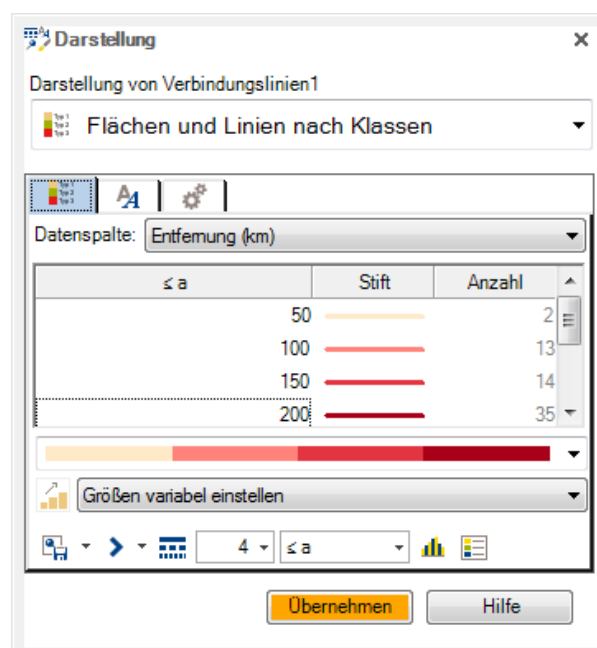 Darstellung
Darstellung von Verbindungslinien1
Flächen und Linien nach Klassen
Datenspalte: Entfernung (km)
≤ a Stift Anzahl
50 2
100 13
150 14
200 35
Größen variabel einstellen
4 ≤ a
Übernehmen Hilfe